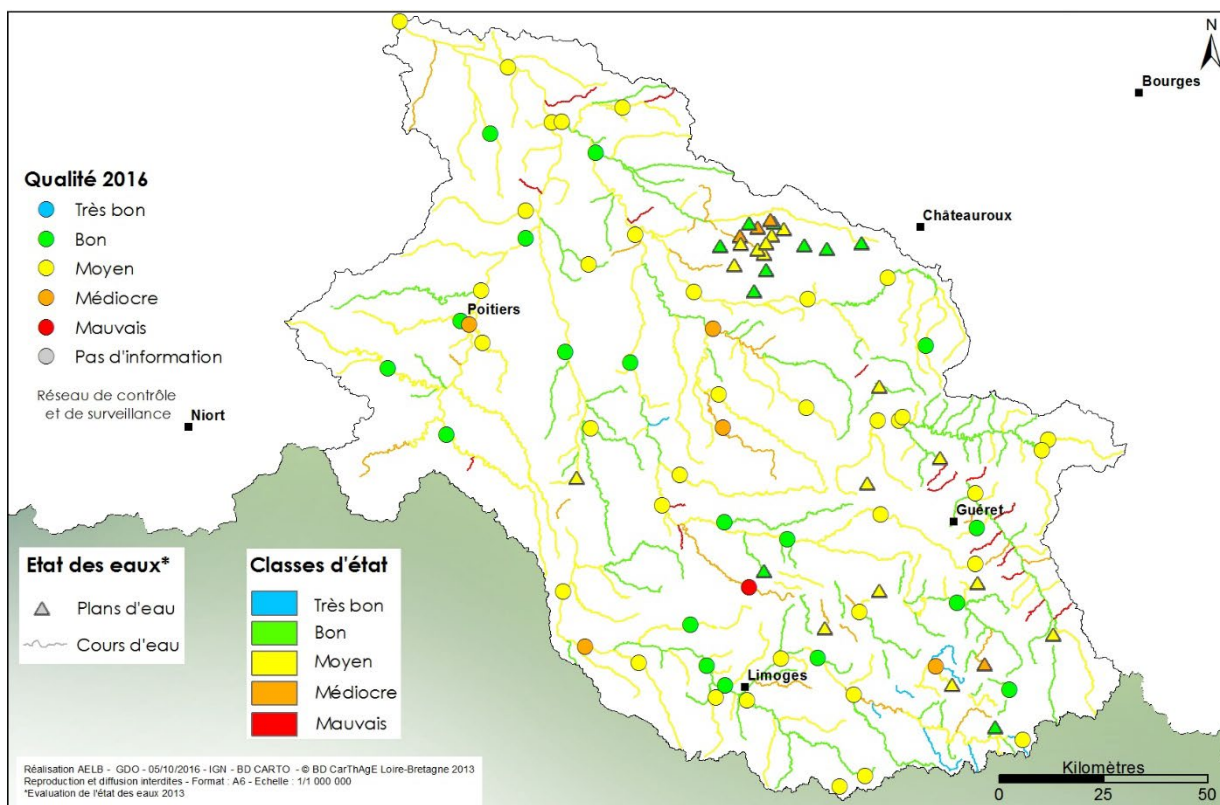 N
Bourges
Qualité 2016
Très bon
Bon
Moyen
Médiocre
Mauvais
Pas d'information
Réseau de contrôle
et de surveillance
Châteauroux
Poitiers
Niort
Guéret
Limoges
Etat des eaux*
Plans d'eau
Cours d'eau
Classes d'état
Très bon
Bon
Moyen
Médiocre
Mauvais
Réalisation AELB - GDO - 05/10/2016 - IGN - BD CARTO - © BD CarThAgE Loire-Bretagne 2013
Reproduction et diffusion interdites - Format : A6 - Echelle : 1/1 000 000
*Evaluation de l'état des eaux 2013
Kilomètres
0 25 50